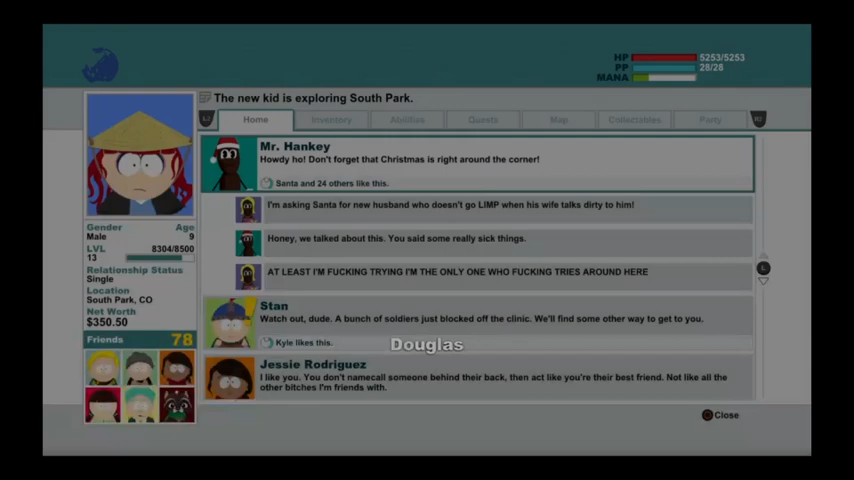 HP 5253/5253
PP 28/28
MANA
The new kid is exploring South Park.
Home Inventory Abilities Quests Map Collectables Party
Mr. Hankey
Howdy ho! Don't forget that Christmas is right around the corner!
Santa and 24 others like this.
I'm asking Santa for new husband who doesn't go LIMP when his wife talks dirty to him!
Honey, we talked about this. You said some really sick things.
AT LEAST I'M FUCKING TRYING I'M THE ONLY ONE WHO FUCKING TRIES AROUND HERE
Stan
Watch out, dude. A bunch of soldiers just blocked off the clinic. We'll find some other way to get to you.
Kyle likes this.
Douglas
Jessie Rodriguez
I like you. You don't namecall someone behind their back, then act like you're their best friend. Not like all the
other bitches I'm friends with.
Gender Age
Male 9
LVL 8304/8500
13
Relationship Status
Single
Location
South Park, CO
Net Worth
$350.50
Friends 78
Close